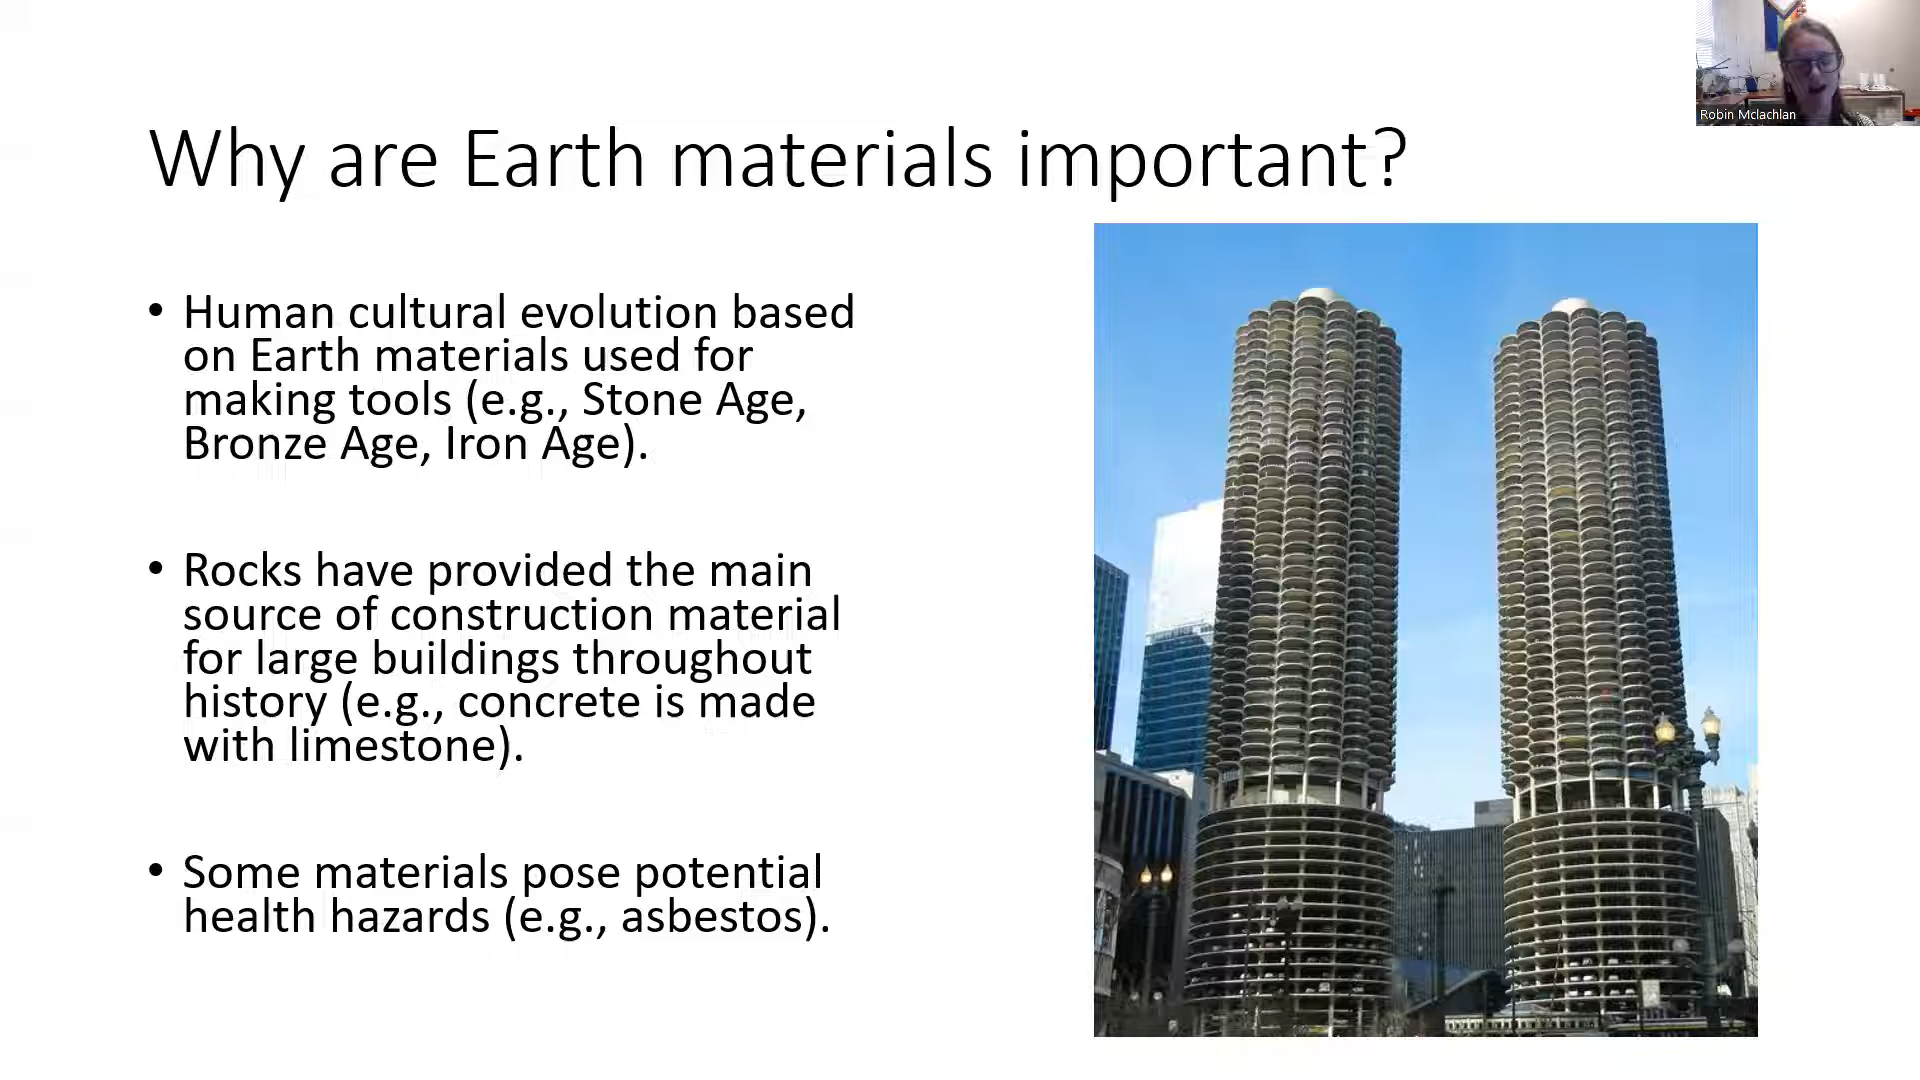 Robin Mclachlan
Why are Earth materials important?
• Human cultural evolution based
on Earth materials used for
making tools (e.g., Stone Age,
Bronze Age, Iron Age).
• Rocks have provided the main
source of construction material
for large buildings throughout
history (e.g., concrete is made
with limestone).
• Some materials pose potential
health hazards (e.g., asbestos).